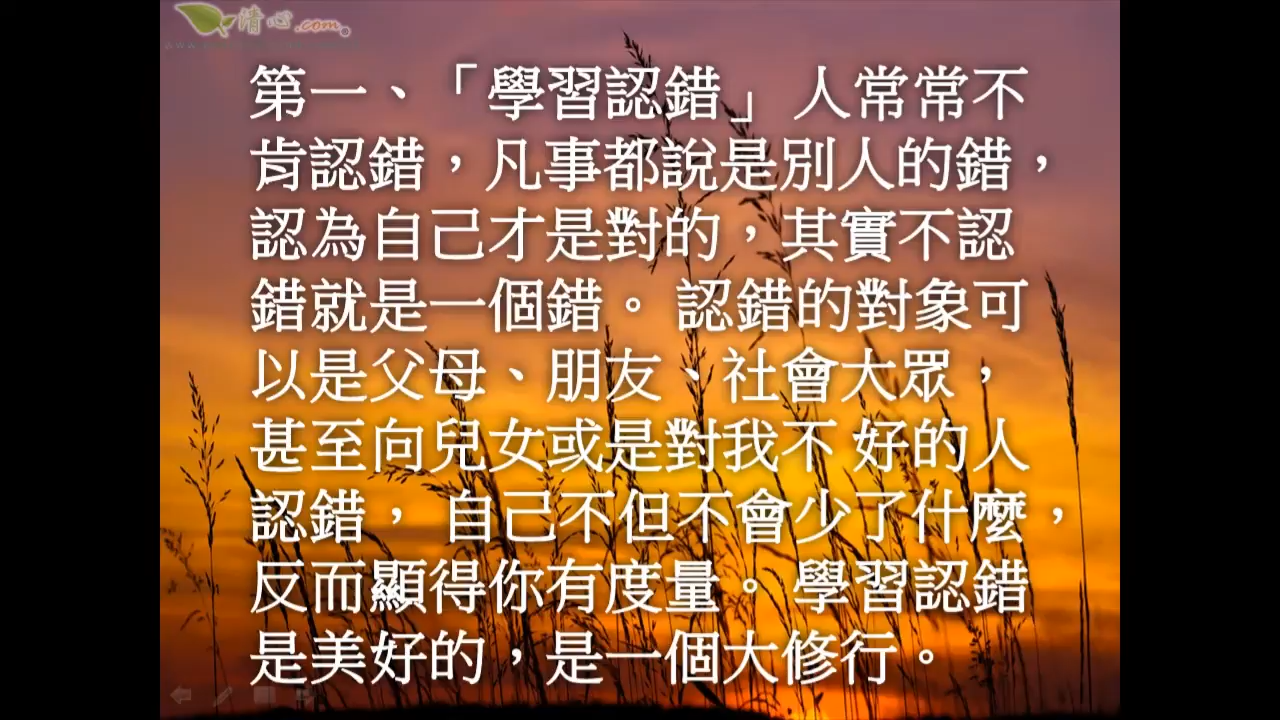 清心.com
第一、「學習認錯」 人常常不
肯認錯，凡事都說是別人的錯，
認為自己才是對的，其實不認
錯就是一個錯。 認錯的對象可
以是父母、朋友、社會大眾，
甚至向兒女或是對我不 好的人
認錯， 自己不但不會少了什麼，
反而顯得你有度量。 學習認錯
是美好的，是一個大修行。